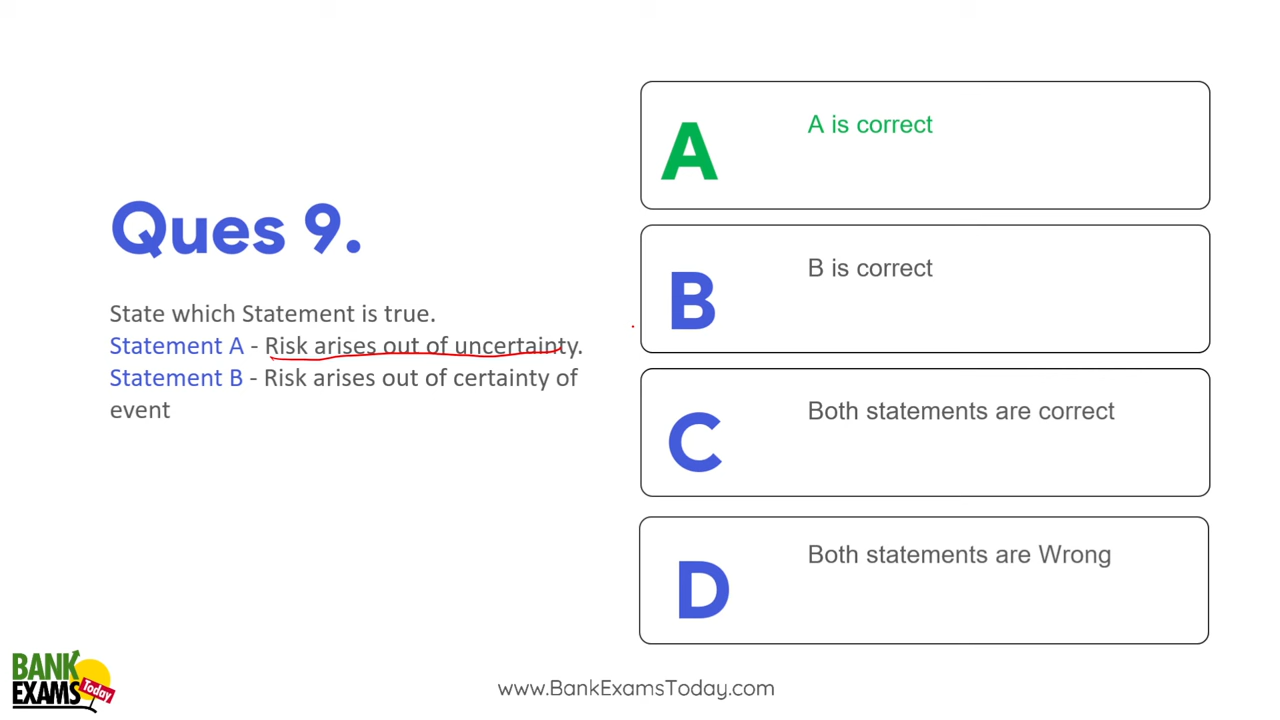 Ques 9.
State which Statement is true.
Statement A - Risk arises out of uncertainty.
Statement B - Risk arises out of certainty of
event
A
A is correct
B
B is correct
C
Both statements are correct
D
Both statements are Wrong
BANK
EXAMS
Today
www.BankExamsToday.com